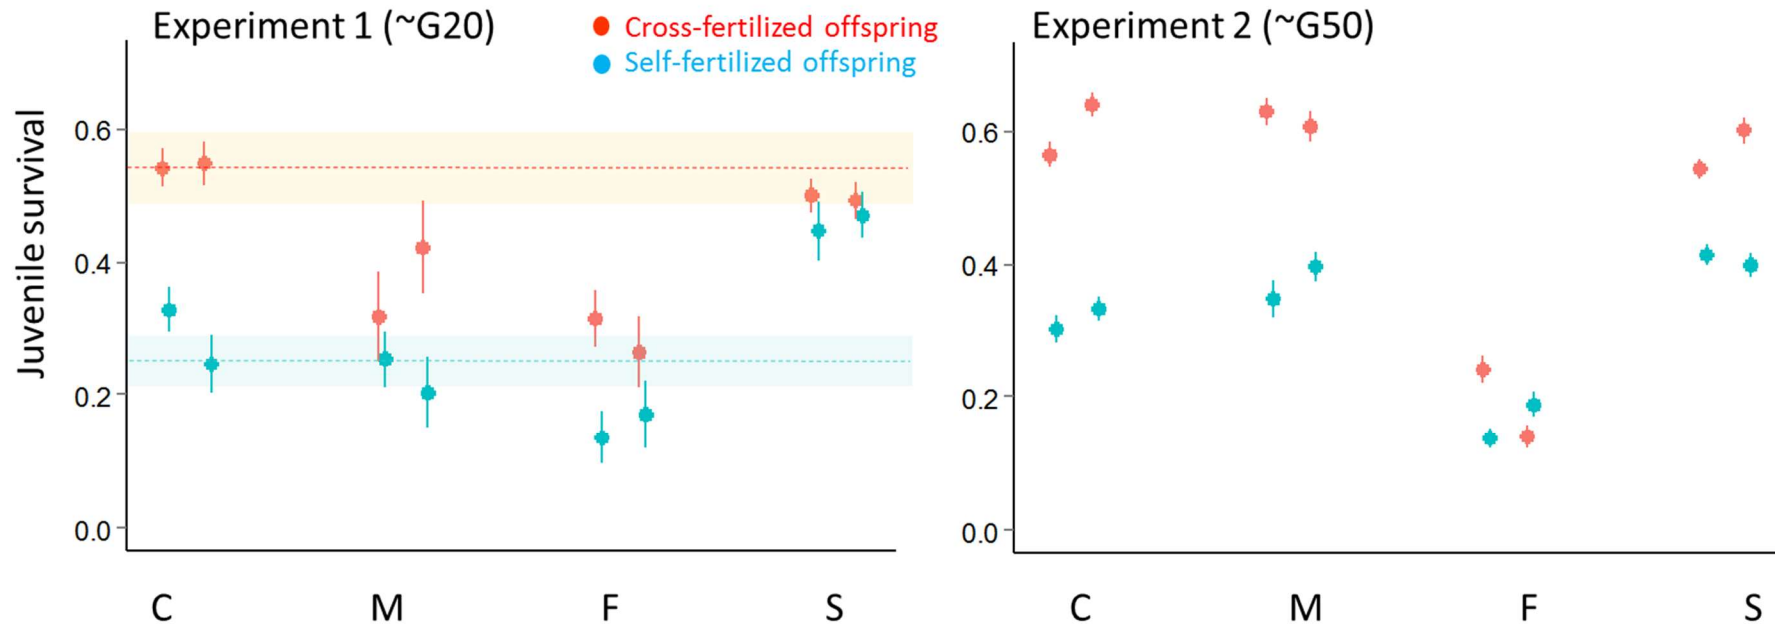 Experiment 1 (~G20)
Cross-fertilized offspring
Self-fertilized offspring
Juvenile survival
0.6
0.4
0.2
0.0
C M F S
Experiment 2 (~G50)
0.6
0.4
0.2
0.0
C M F S